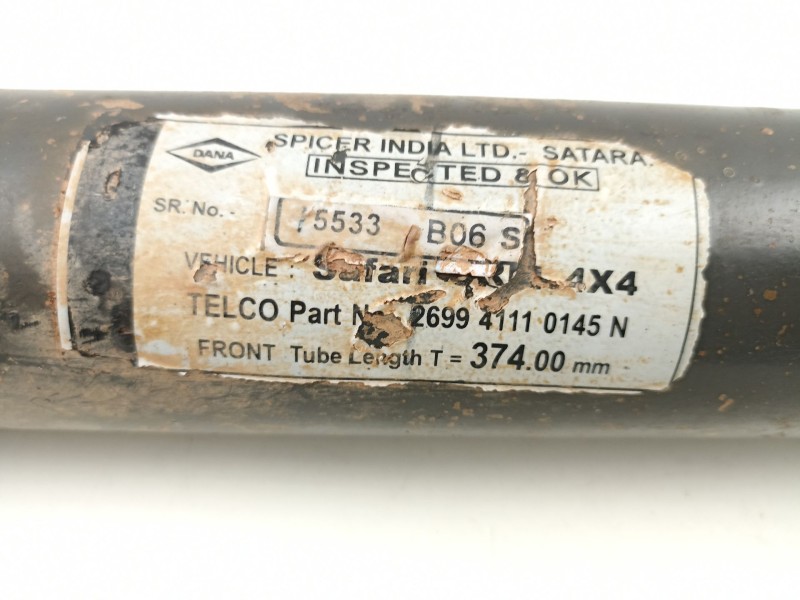 DANA
SPICER INDIA LTD.- SATARA.
INSPECTED & OK
SR. No. - 5533 B06 S
VEHICLE : Safari 4X4
TELCO Part 2699 4111 0145 N
FRONT Tube Length T = 374.00 mm